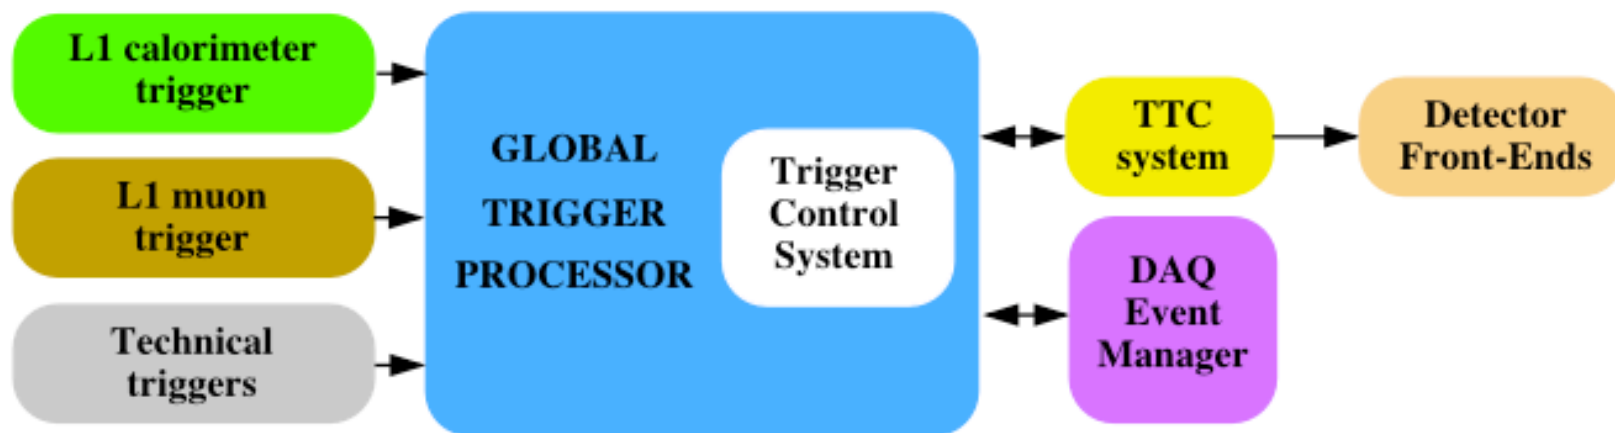 L1 calorimeter
trigger
L1 muon
trigger
Technical
triggers
GLOBAL
TRIGGER
PROCESSOR
Trigger
Control
System
TTC
system
DAQ
Event
Manager
Detector
Front-Ends